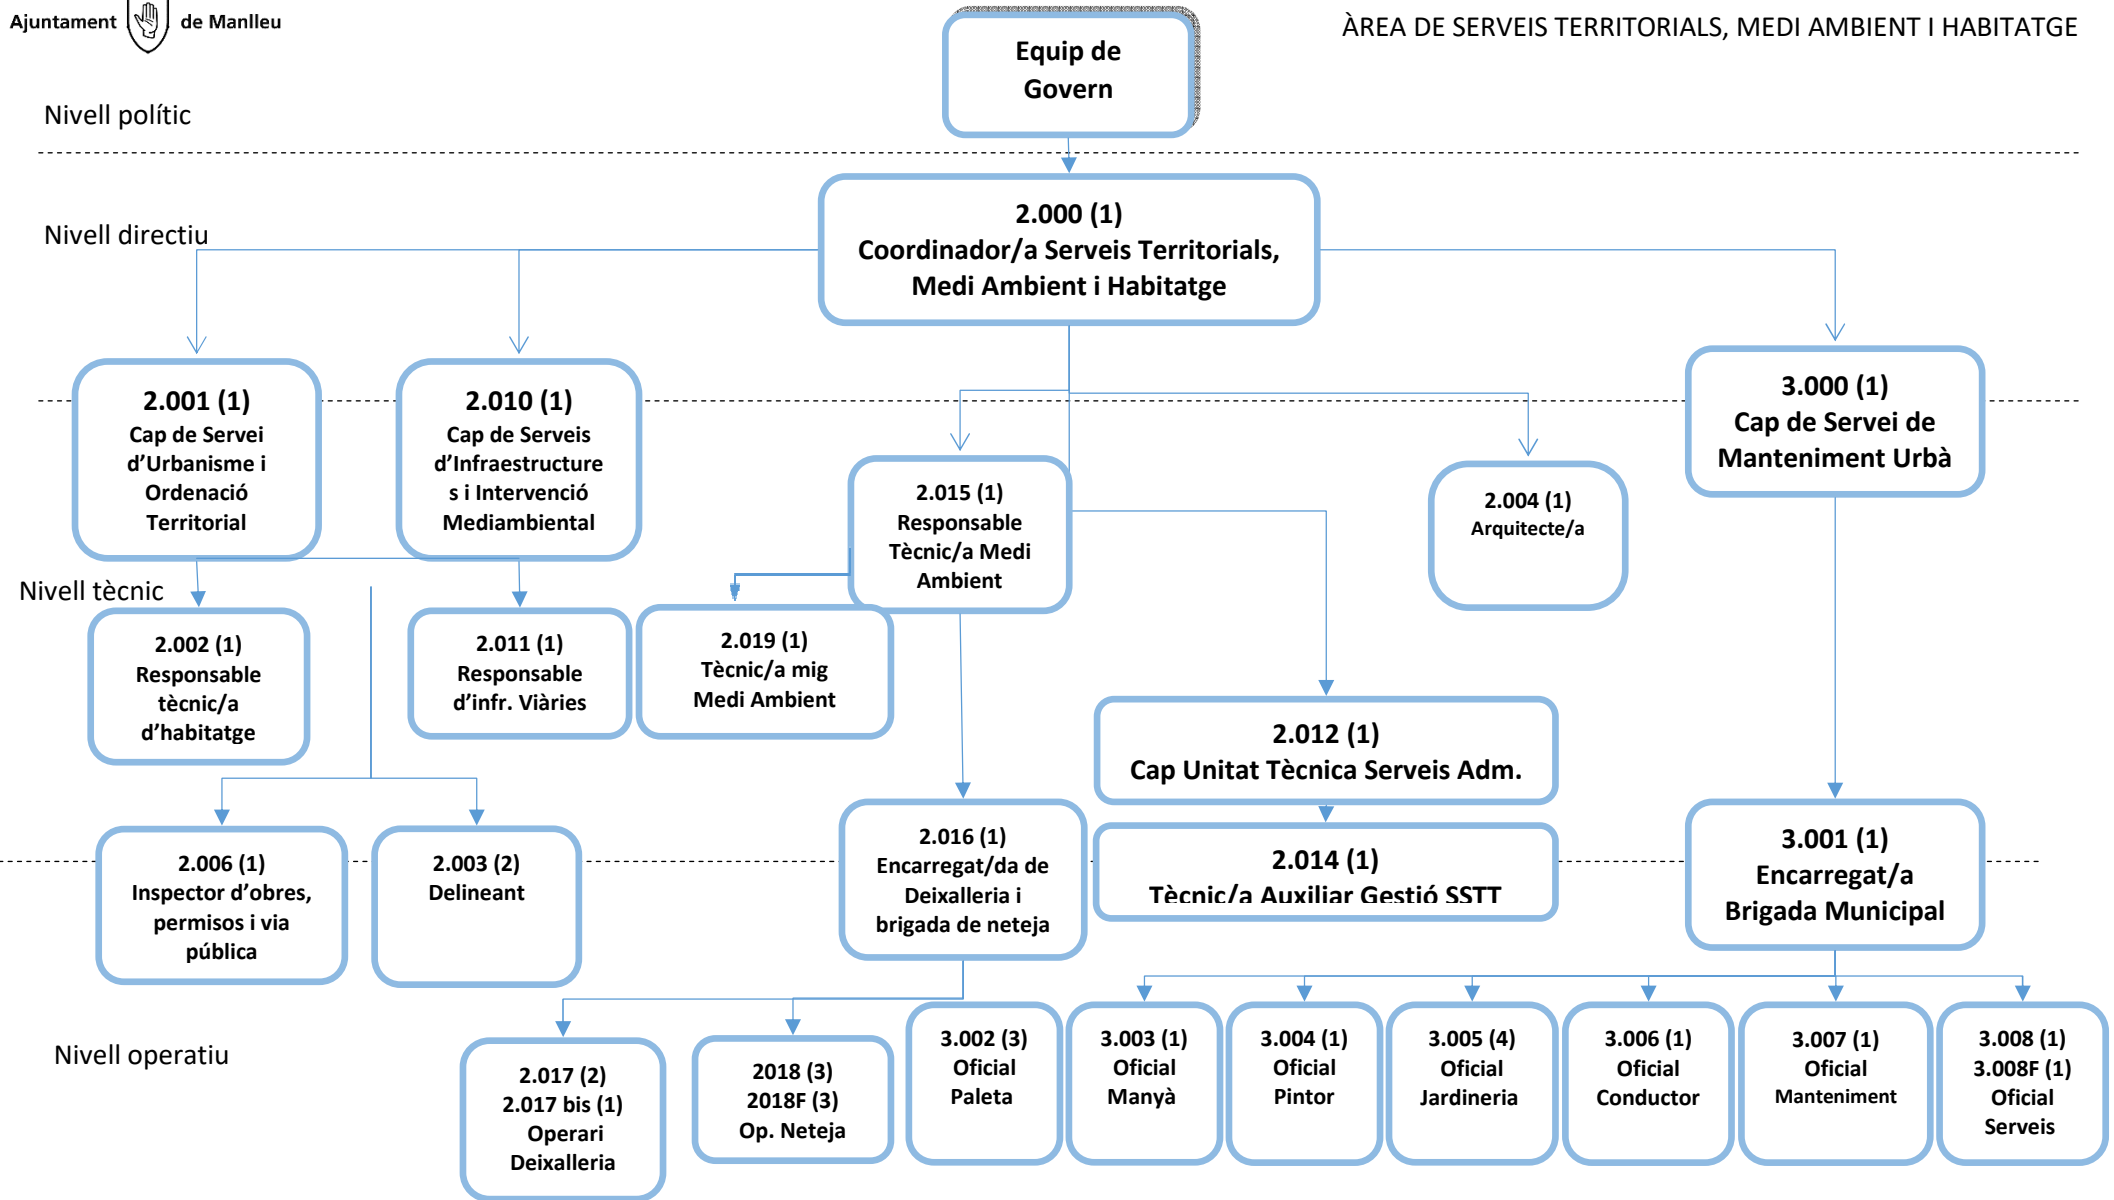 Ajuntament de Manlleu
ÀREA DE SERVEIS TERRITORIALS, MEDI AMBIENT I HABITATGE
Equip de
Govern
Nivell polític
Nivell directiu
2.000 (1)
Coordinador/a Serveis Territorials,
Medi Ambient i Habitatge
2.001 (1)
Cap de Servei
d’Urbanisme i
Ordenació
Territorial
2.010 (1)
Cap de Serveis
d’Infraestructure
s i Intervenció
Mediambiental
3.000 (1)
Cap de Servei de
Manteniment Urbà
2.015 (1)
Responsable
Tècnic/a Medi
Ambient
2.004 (1)
Arquitecte/a
Nivell tècnic
2.002 (1)
Responsable
tècnic/a
d’habitatge
2.011 (1)
Responsable
d’infr. Viàries
2.019 (1)
Tècnic/a mig
Medi Ambient
2.012 (1)
Cap Unitat Tècnica Serveis Adm.
2.006 (1)
Inspector d’obres,
permisos i via
pública
2.003 (2)
Delineant
2.016 (1)
Encarregat/da de
Deixalleria i
brigada de neteja
2.014 (1)
Tècnic/a Auxiliar Gestió SSTT
3.001 (1)
Encarregat/a
Brigada Municipal
Nivell operatiu
2.017 (2)
2.017 bis (1)
Operari
Deixalleria
2018 (3)
2018F (3)
Op. Neteja
3.002 (3)
Oficial
Paleta
3.003 (1)
Oficial
Manyà
3.004 (1)
Oficial
Pintor
3.005 (4)
Oficial
Jardineria
3.006 (1)
Oficial
Conductor
3.007 (1)
Oficial
Manteniment
3.008 (1)
3.008F (1)
Oficial
Serveis